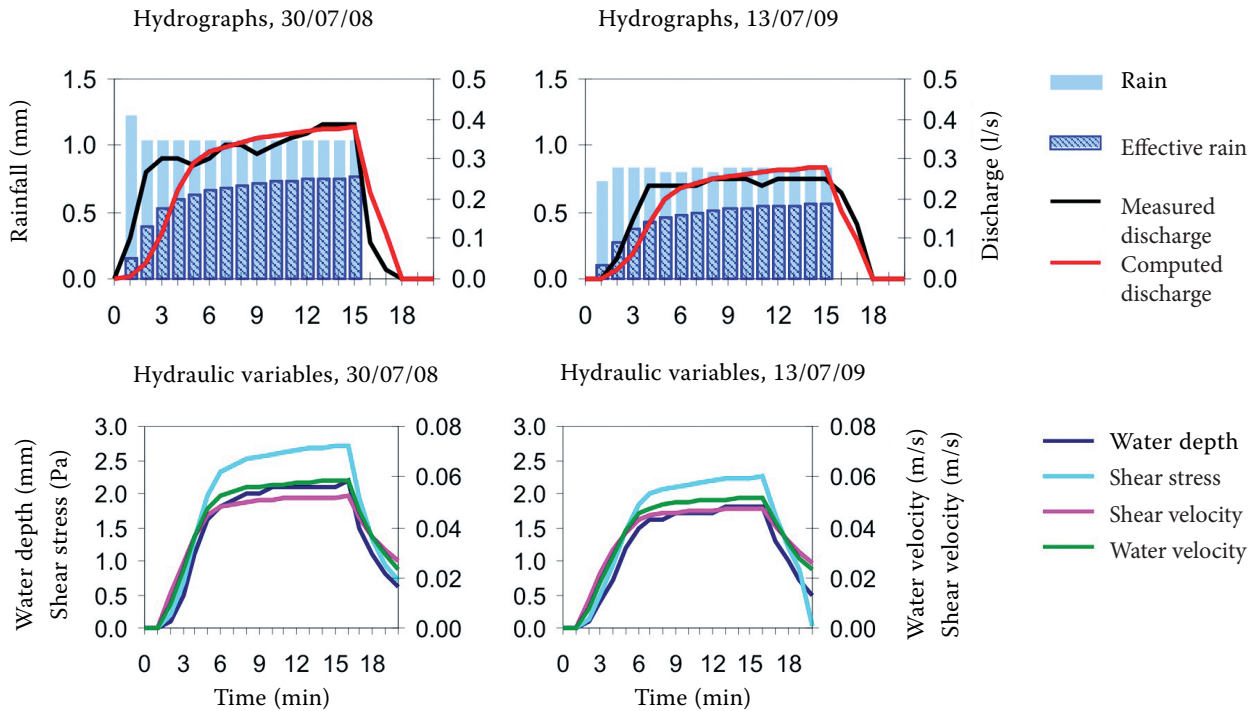 Hydrographs, 30/07/08
Hydrographs, 13/07/09
Rainfall (mm)
1.5
1.0
0.5
0.0
0.5
0.4
0.3
0.2
0.1
0.0
0 3 6 9 12 15 18
1.5
1.0
0.5
0.0
0.5
0.4
0.3
0.2
0.1
0.0
0 3 6 9 12 15 18
Discharge (l/s)
Rain
Effective rain
Measured
discharge
Computed
discharge
Hydraulic variables, 30/07/08
Hydraulic variables, 13/07/09
Water depth (mm)
Shear stress (Pa)
3.0
2.5
2.0
1.5
1.0
0.5
0.0
0.08
0.06
0.04
0.02
0.00
0 3 6 9 12 15 18
Time (min)
3.0
2.5
2.0
1.5
1.0
0.5
0.0
0.08
0.06
0.04
0.02
0.00
0 3 6 9 12 15 18
Time (min)
Water velocity (m/s)
Shear velocity (m/s)
Water depth
Shear stress
Shear velocity
Water velocity